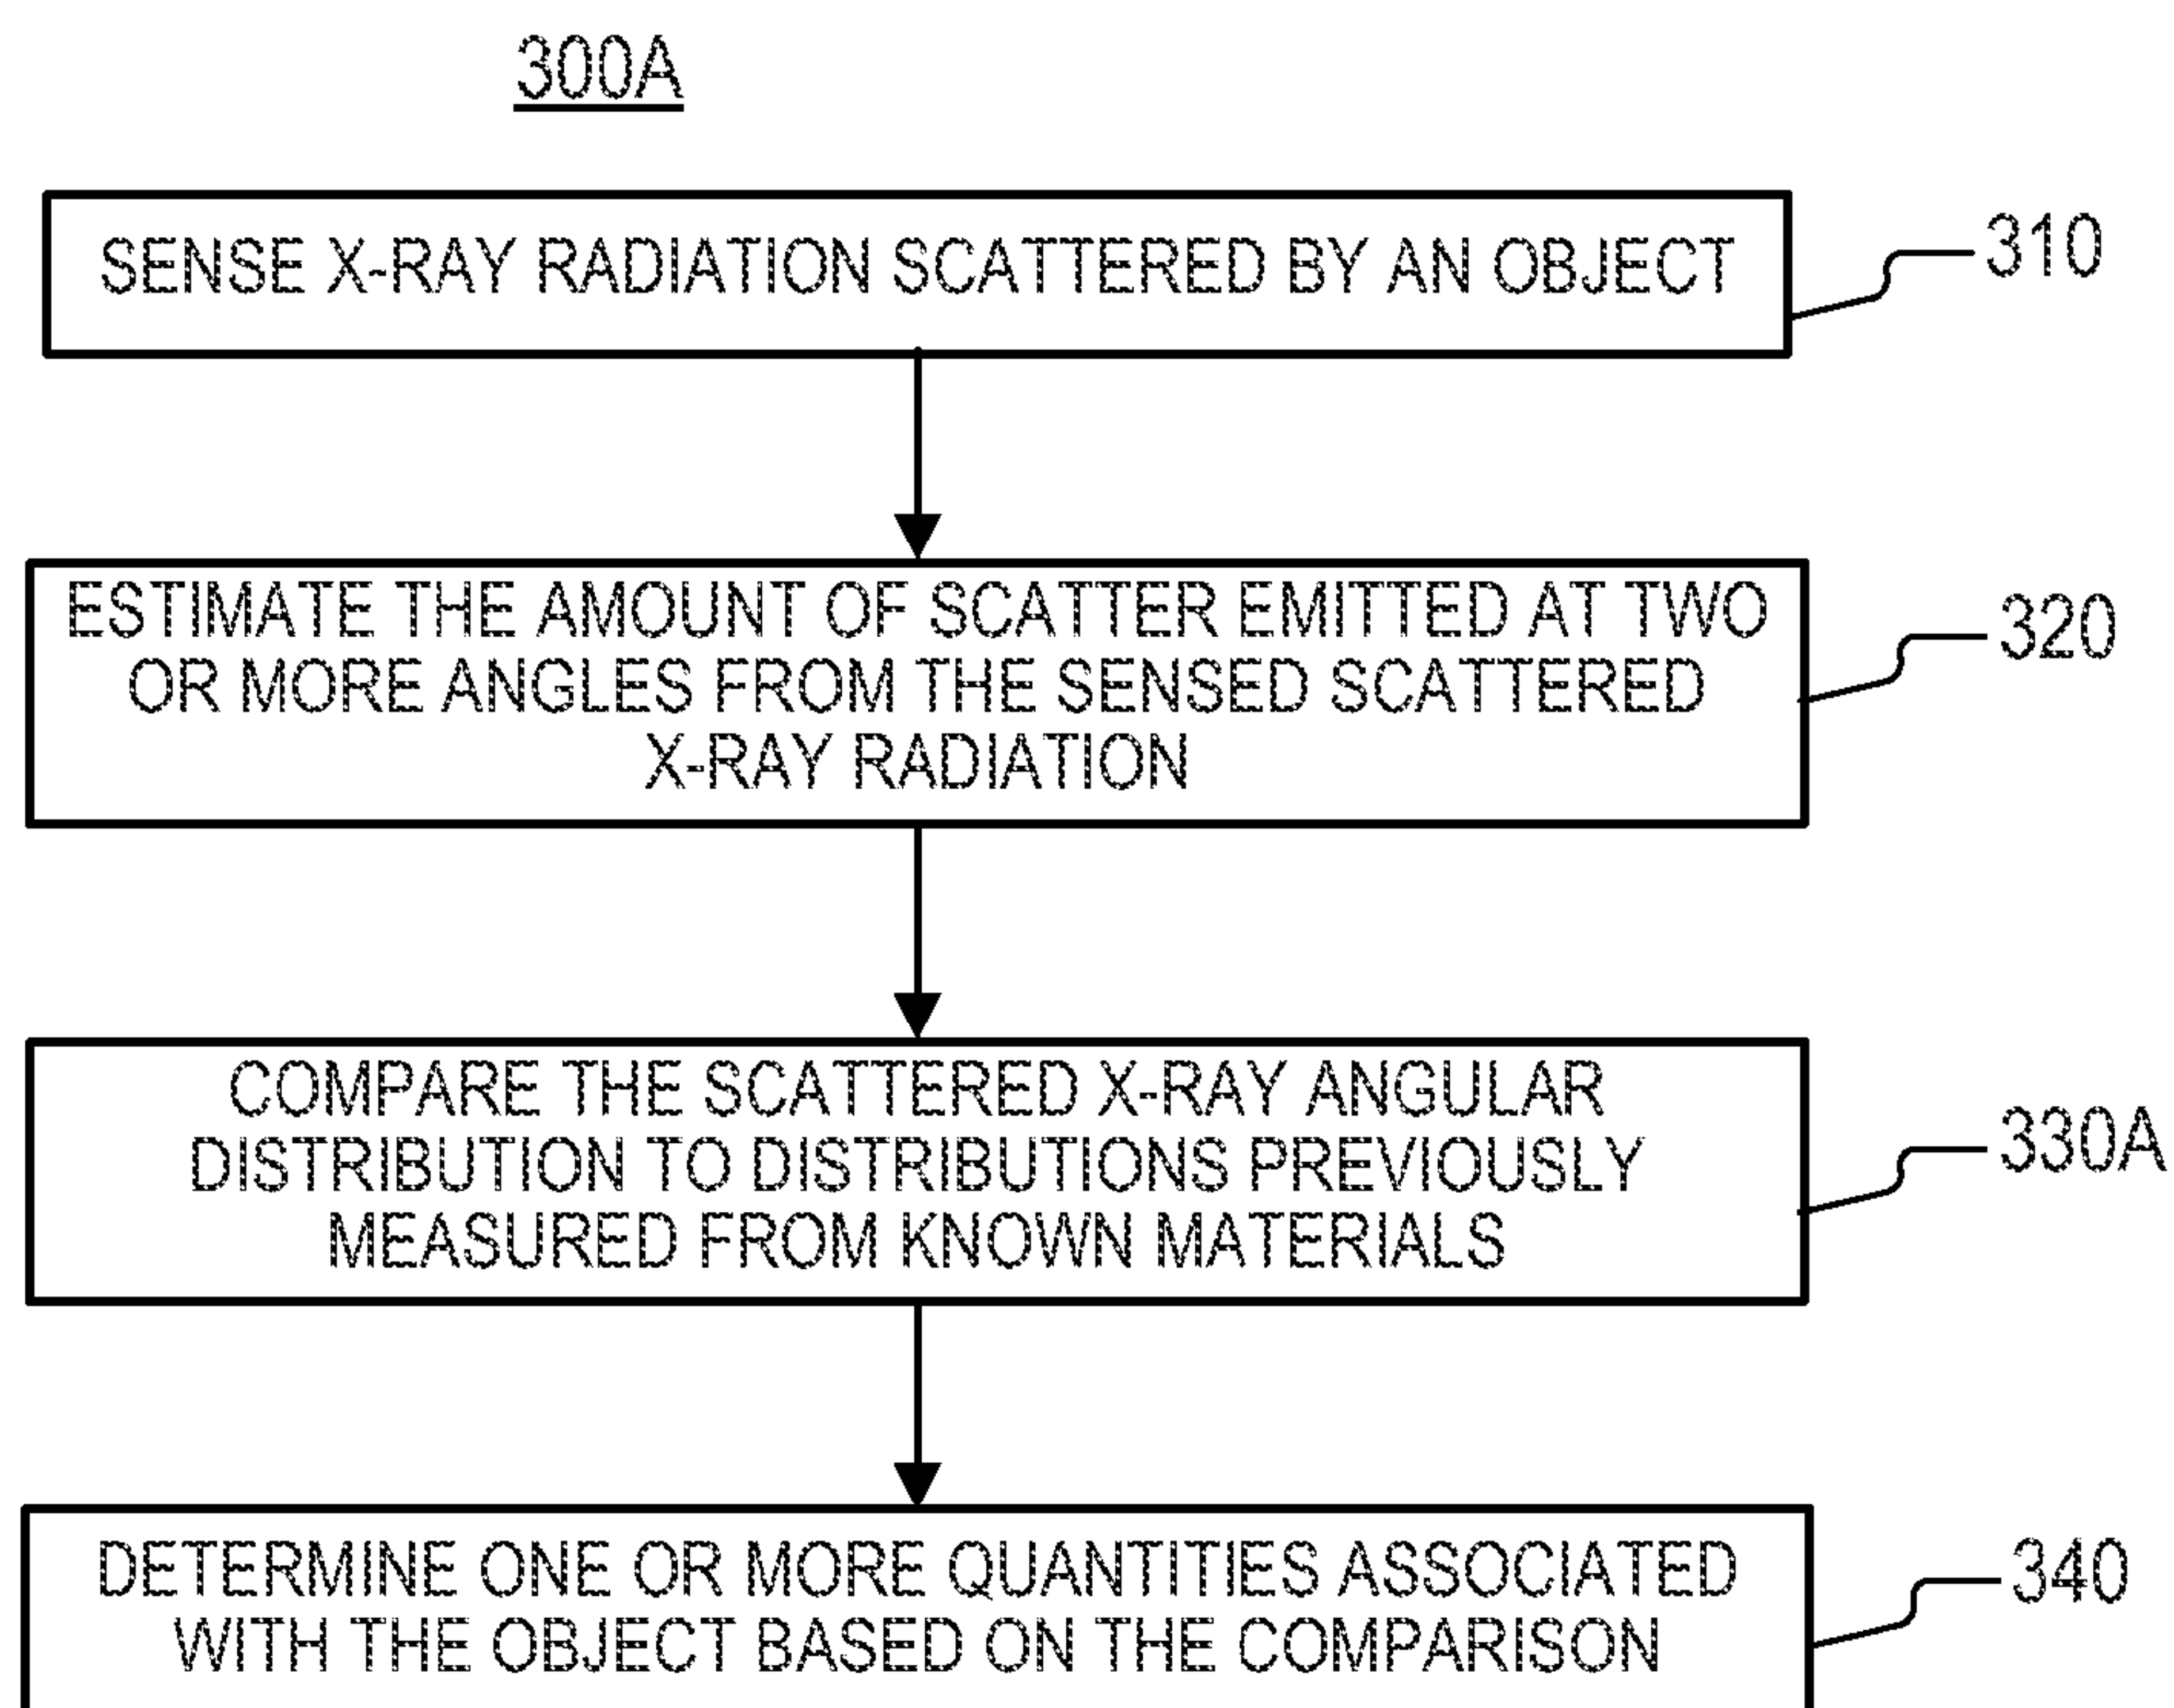 300A
SENSE X-RAY RADIATION SCATTERED BY AN OBJECT
310
ESTIMATE THE AMOUNT OF SCATTER EMITTED AT TWO
OR MORE ANGLES FROM THE SENSED SCATTERED
X-RAY RADIATION
320
COMPARE THE SCATTERED X-RAY ANGULAR
DISTRIBUTION TO DISTRIBUTIONS PREVIOUSLY
MEASURED FROM KNOWN MATERIALS
330A
DETERMINE ONE OR MORE QUANTITIES ASSOCIATED
WITH THE OBJECT BASED ON THE COMPARISON
340